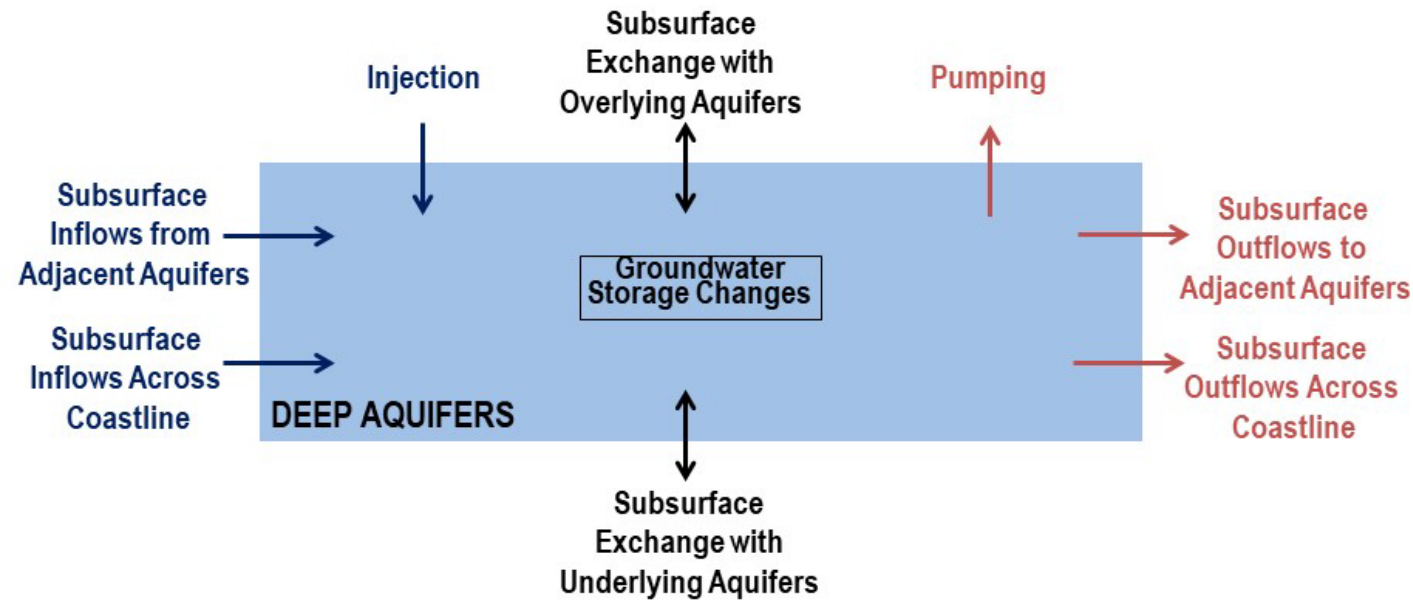 Subsurface
Exchange with
Overlying Aquifers
Injection
Pumping
Subsurface
Inflows from
Adjacent Aquifers
Subsurface
Outflows to
Adjacent Aquifers
Groundwater
Storage Changes
Subsurface
Inflows Across
Coastline
Subsurface
Outflows Across
Coastline
DEEP AQUIFERS
Subsurface
Exchange with
Underlying Aquifers